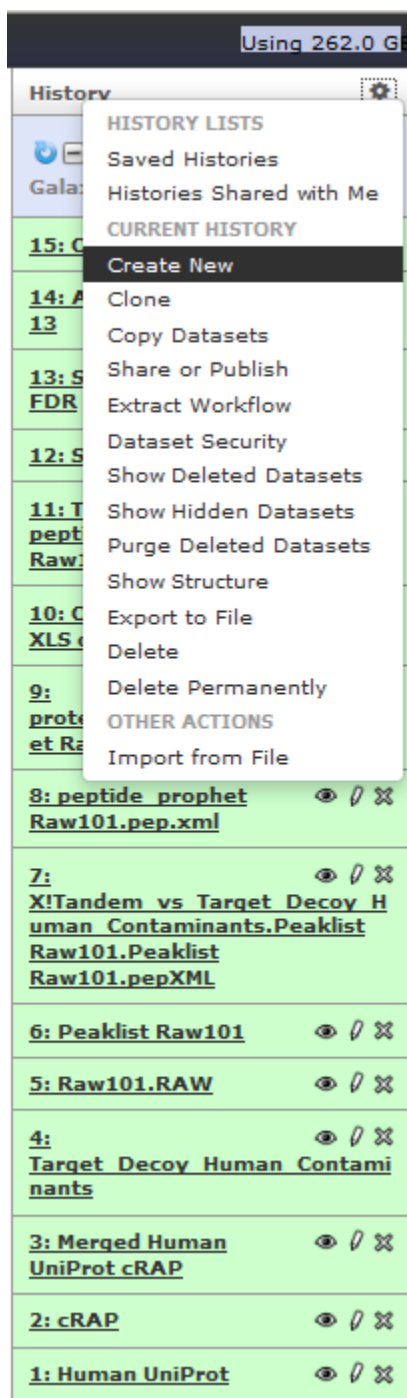 Using 262.0 G
History
HISTORY LISTS
Saved Histories
Histories Shared with Me
CURRENT HISTORY
Create New
Clone
Copy Datasets
Share or Publish
Extract Workflow
Dataset Security
Show Deleted Datasets
Show Hidden Datasets
Purge Deleted Datasets
Show Structure
Export to File
Delete
Delete Permanently
OTHER ACTIONS
Import from File
15:
14: A
13
13: S
FDR
12: S
11: T
pepti
Raw1
10: C
XLS
9:
prote
et Ra
8: peptide_prophet
Raw101.pep.xml
7:
X!Tandem_vs_Target_Decoy_H
uman_Contaminants.Peaklist
Raw101.Peaklist
Raw101.pepXML
6: Peaklist Raw101
5: Raw101.RAW
4:
Target_Decoy_Human_Contami
nants
3: Merged Human
UniProt cRAP
2: cRAP
1: Human UniProt